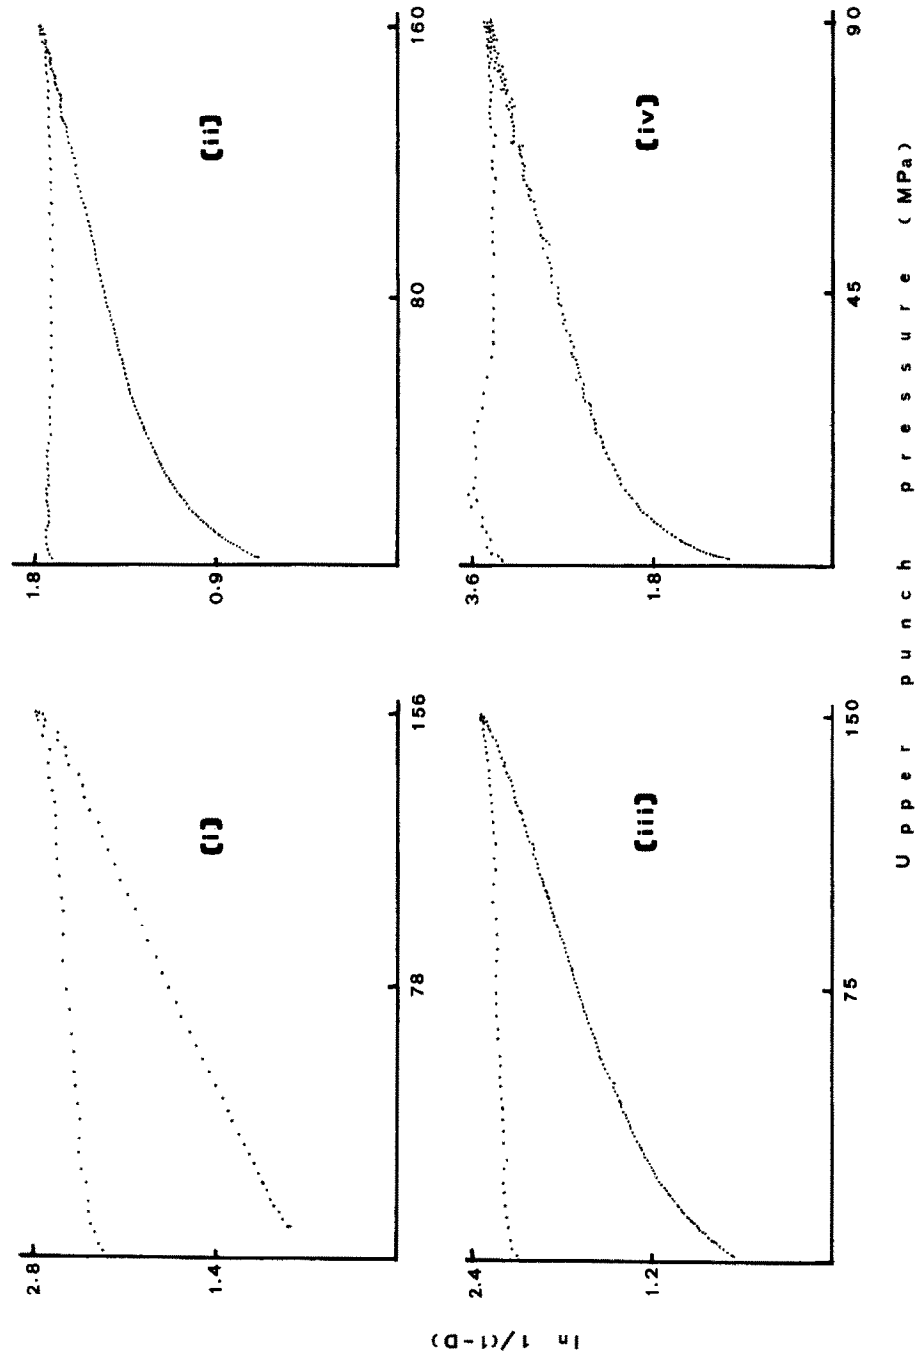 2.8
1.4
(i)
78
156
1.8
0.9
(ii)
80
160
2.4
1.2
(iii)
75
150
3.6
1.8
(iv)
45
90
ln 1/(1-D)
Upper punch pressure (MPa)